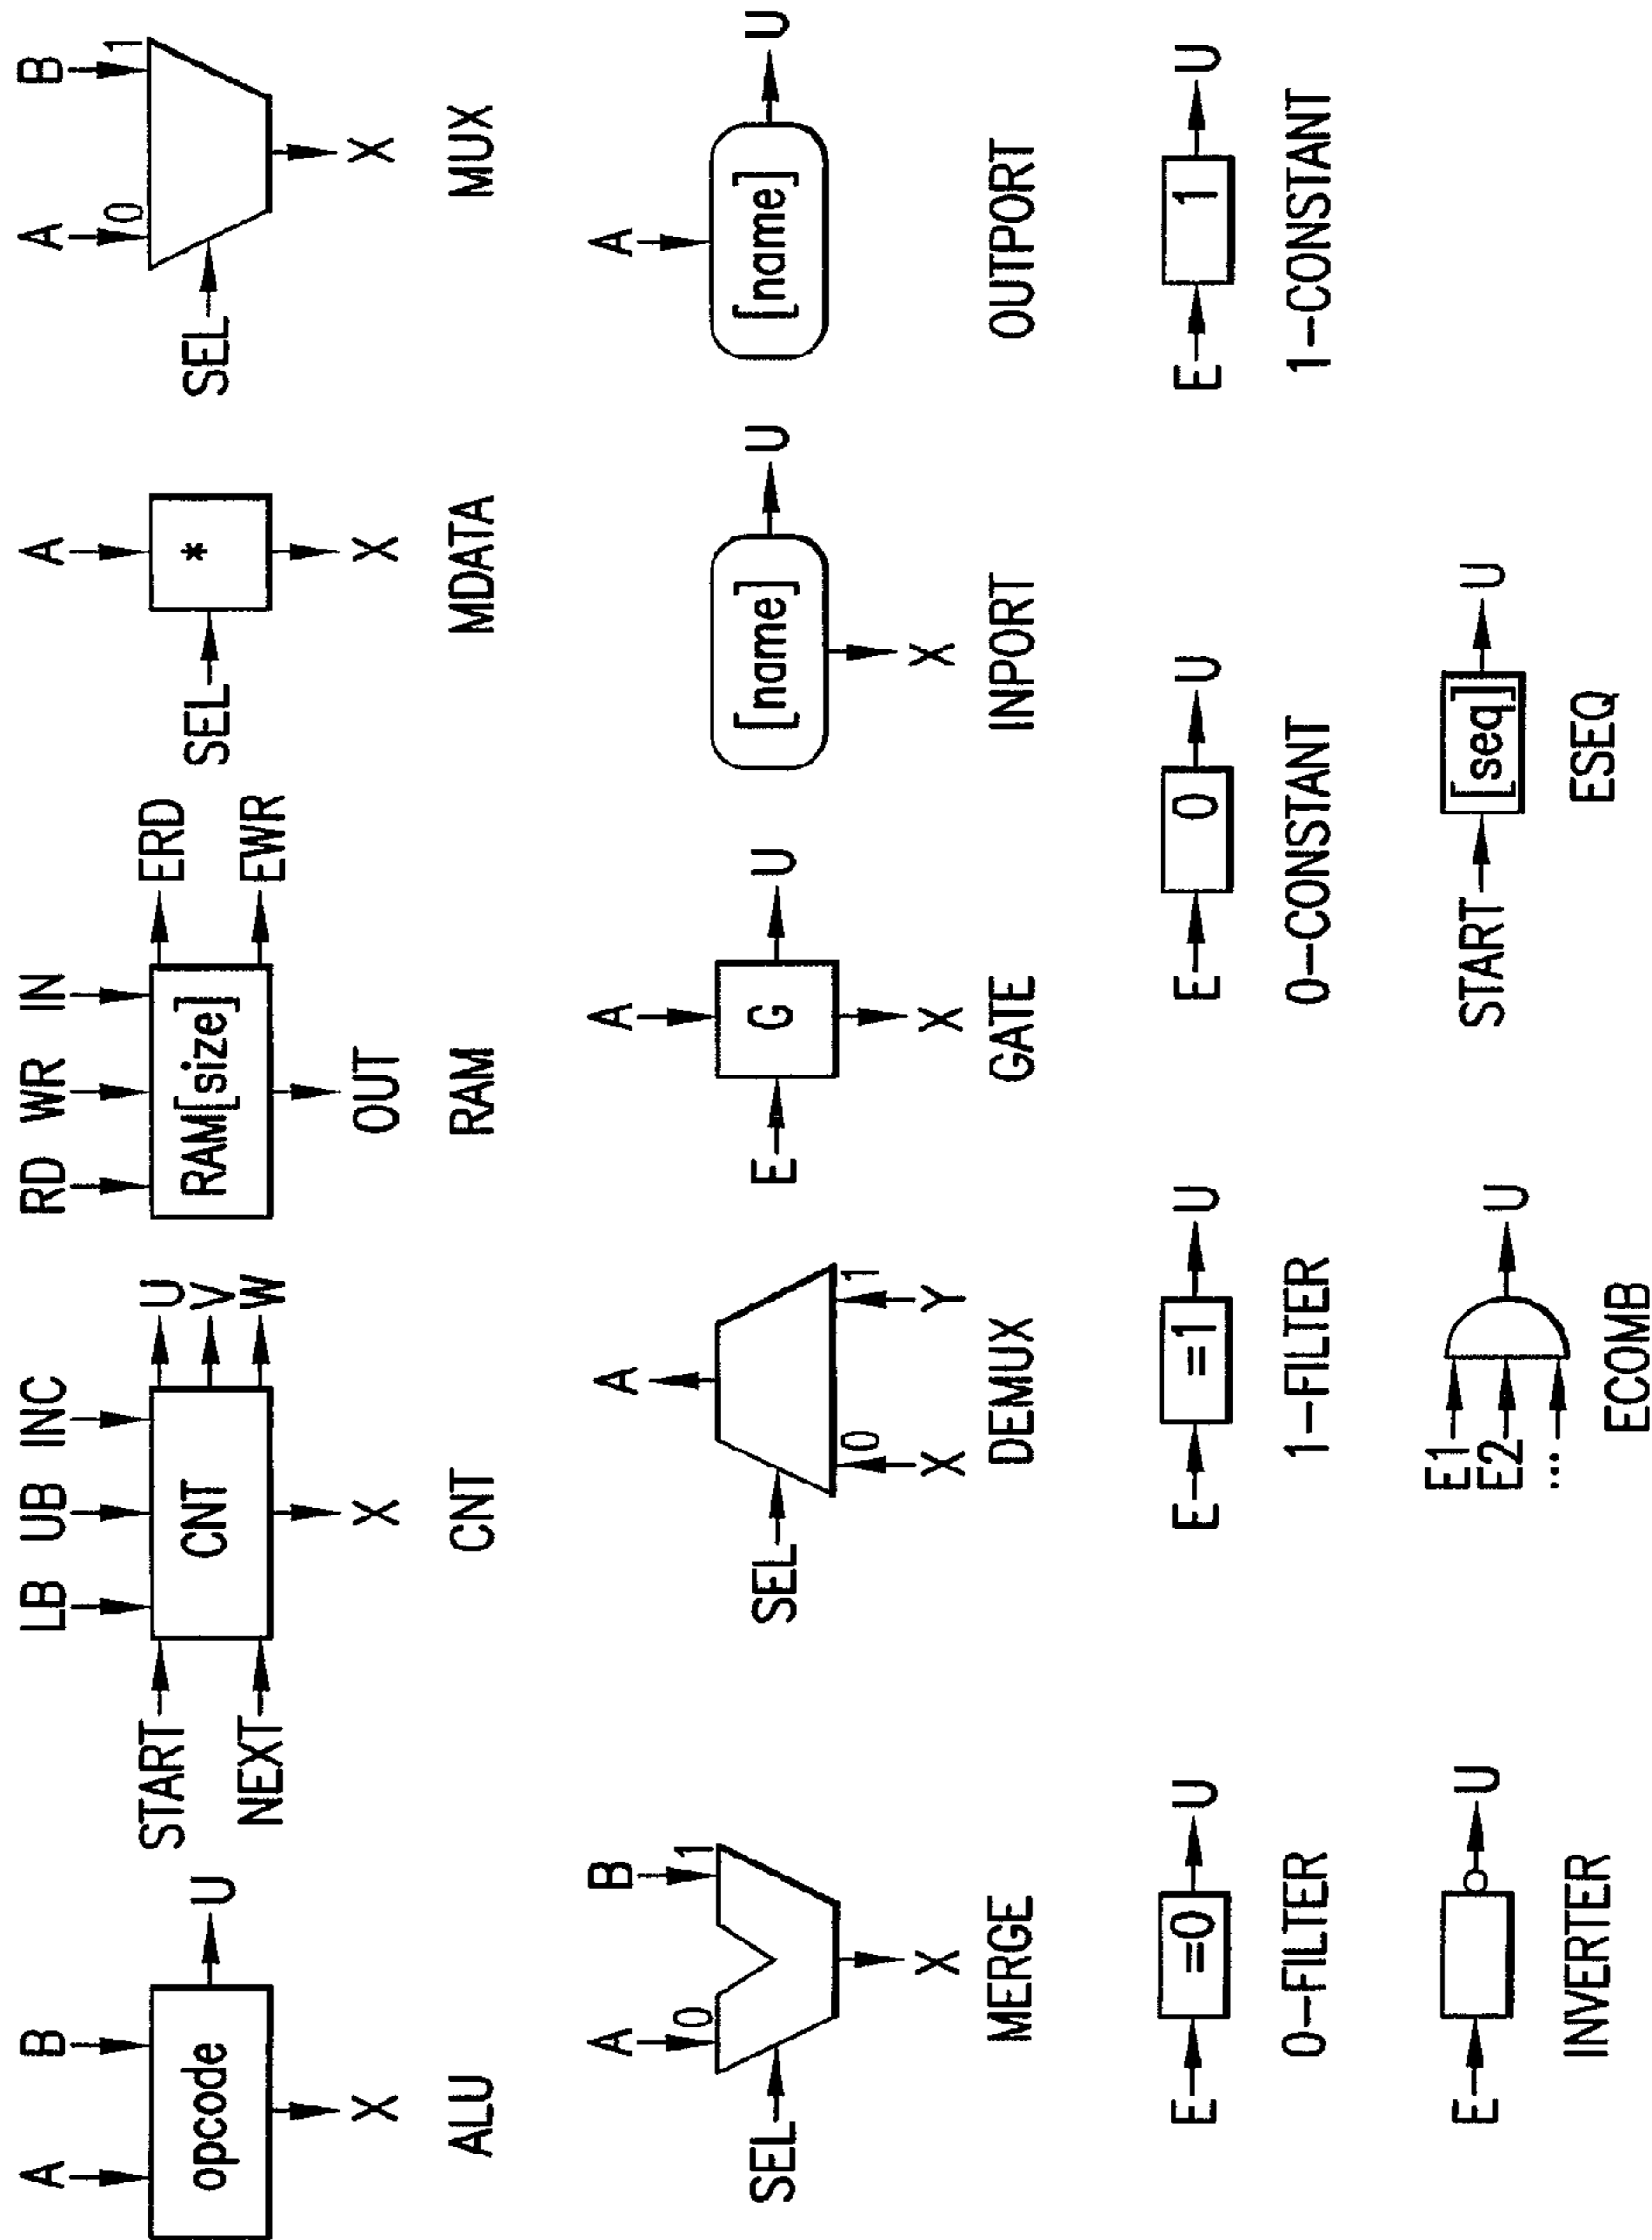 A B
opcode
U
X
ALU
LB UB INC
START
NEXT
CNT
U
V
W
X
CNT
RD WR IN
RAM[size]
ERD
EWR
OUT
RAM
A
SEL
*
X
MDATA
A B
0 1
SEL
X
MUX
A B
0 1
SEL
X
MERGE
A
SEL
0 1
X Y
DEMUX
A
E
G
U
X
GATE
[name]
U
X
INPORT
A
[name]
U
OUTPORT
E
=0
U
0-FILTER
E
=1
U
1-FILTER
E
0
U
0-CONSTANT
E
1
U
1-CONSTANT
E
U
INVERTER
E1
E2
...
U
ECOMB
START
[seq]
U
ESEQ